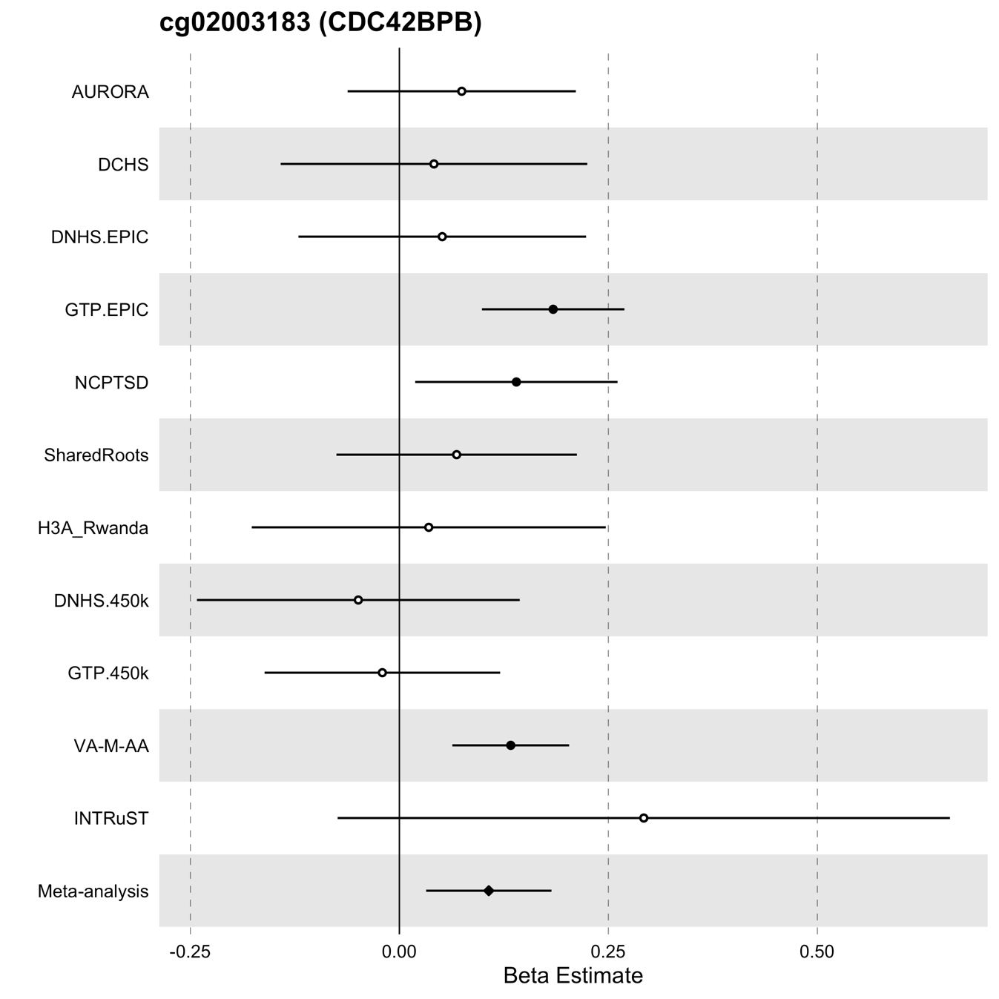 cg02003183 (CDC42BPB)
AURORA
DCHS
DNHS.EPIC
GTP.EPIC
NCPTSD
SharedRoots
H3A_Rwanda
DNHS.450k
GTP.450k
VA-M-AA
INTRuST
Meta-analysis
-0.25 0.00 0.25 0.50
Beta Estimate